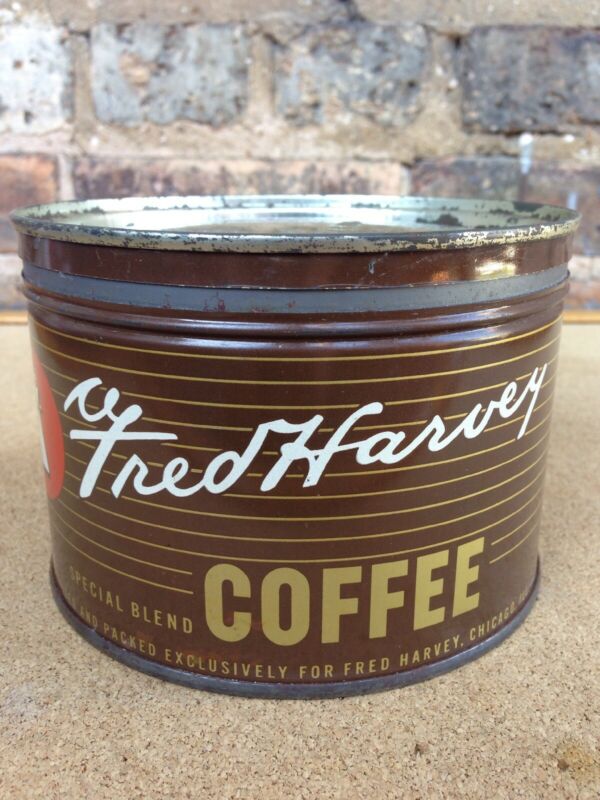 Fred Harvey
COFFEE
SPECIAL BLEND
AND PACKED EXCLUSIVELY FOR FRED HARVEY, CHICAGO,